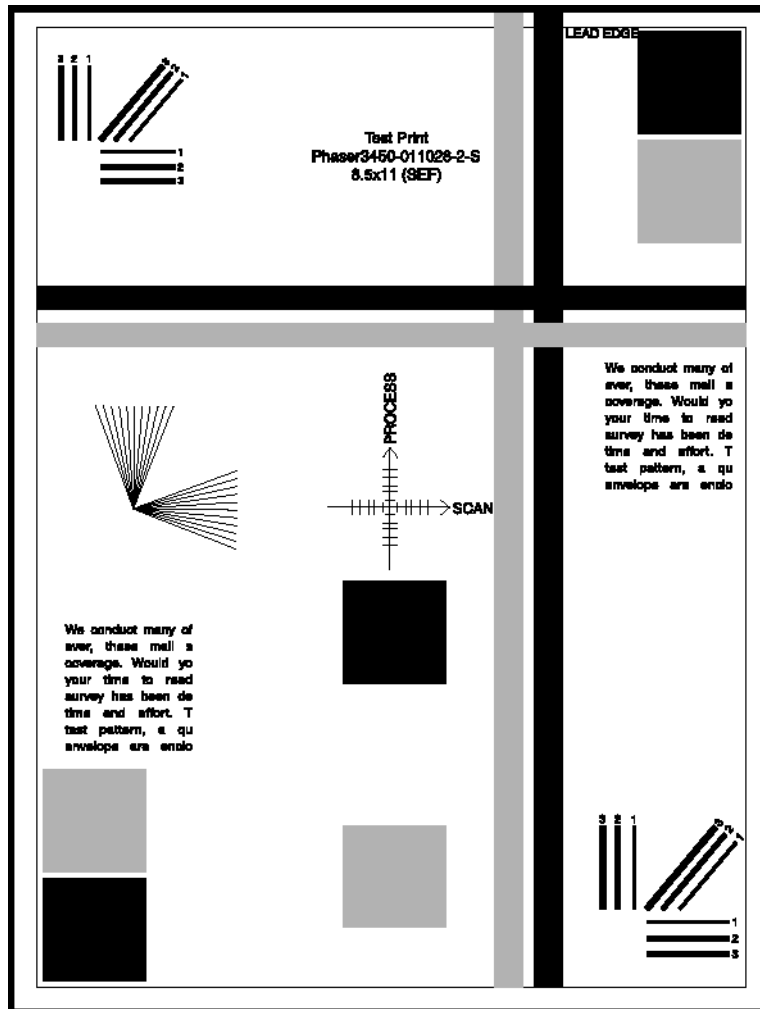 LEAD EDGE
3 2 1
3
2
1
1
2
3
Test Print
Phaser3450-011026-2-S
8.5x11 (SEF)
We conduct many of
ever, these mail s
coverage. Would yo
your time to read
survey has been de
time and effort. T
test pattern, a qu
envelope are enclo
PROCESS
SCAN
We conduct many of
ever, these mail s
coverage. Would yo
your time to read
survey has been de
time and effort. T
test pattern, a qu
envelope are enclo
3 2 1
3
2
1
1
2
3